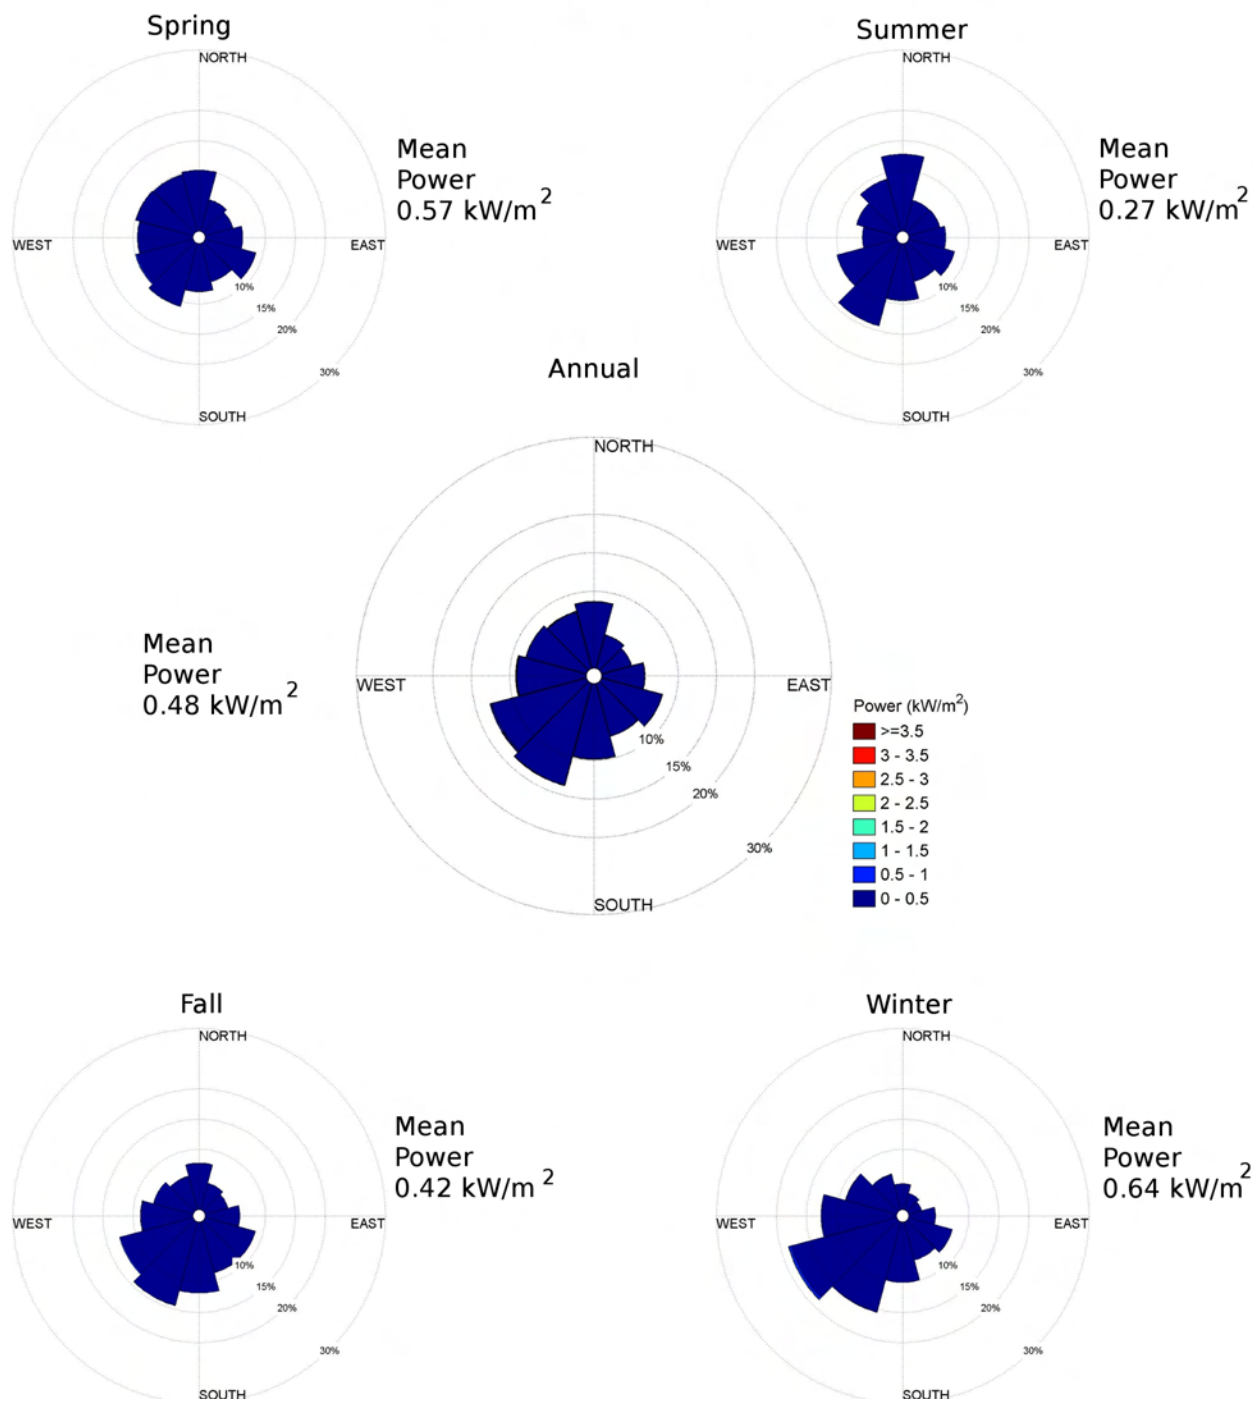 Spring
NORTH
WEST
EAST
SOUTH
10%
15%
20%
30%
Mean
Power
0.57 kW/m²
Summer
NORTH
WEST
EAST
SOUTH
10%
15%
20%
30%
Mean
Power
0.27 kW/m²
Annual
NORTH
WEST
EAST
SOUTH
10%
15%
20%
30%
Mean
Power
0.48 kW/m²
Power (kW/m²)
>=3.5
3 - 3.5
2.5 - 3
2 - 2.5
1.5 - 2
1 - 1.5
0.5 - 1
0 - 0.5
Fall
NORTH
WEST
EAST
SOUTH
10%
15%
20%
30%
Mean
Power
0.42 kW/m²
Winter
NORTH
WEST
EAST
SOUTH
10%
15%
20%
30%
Mean
Power
0.64 kW/m²